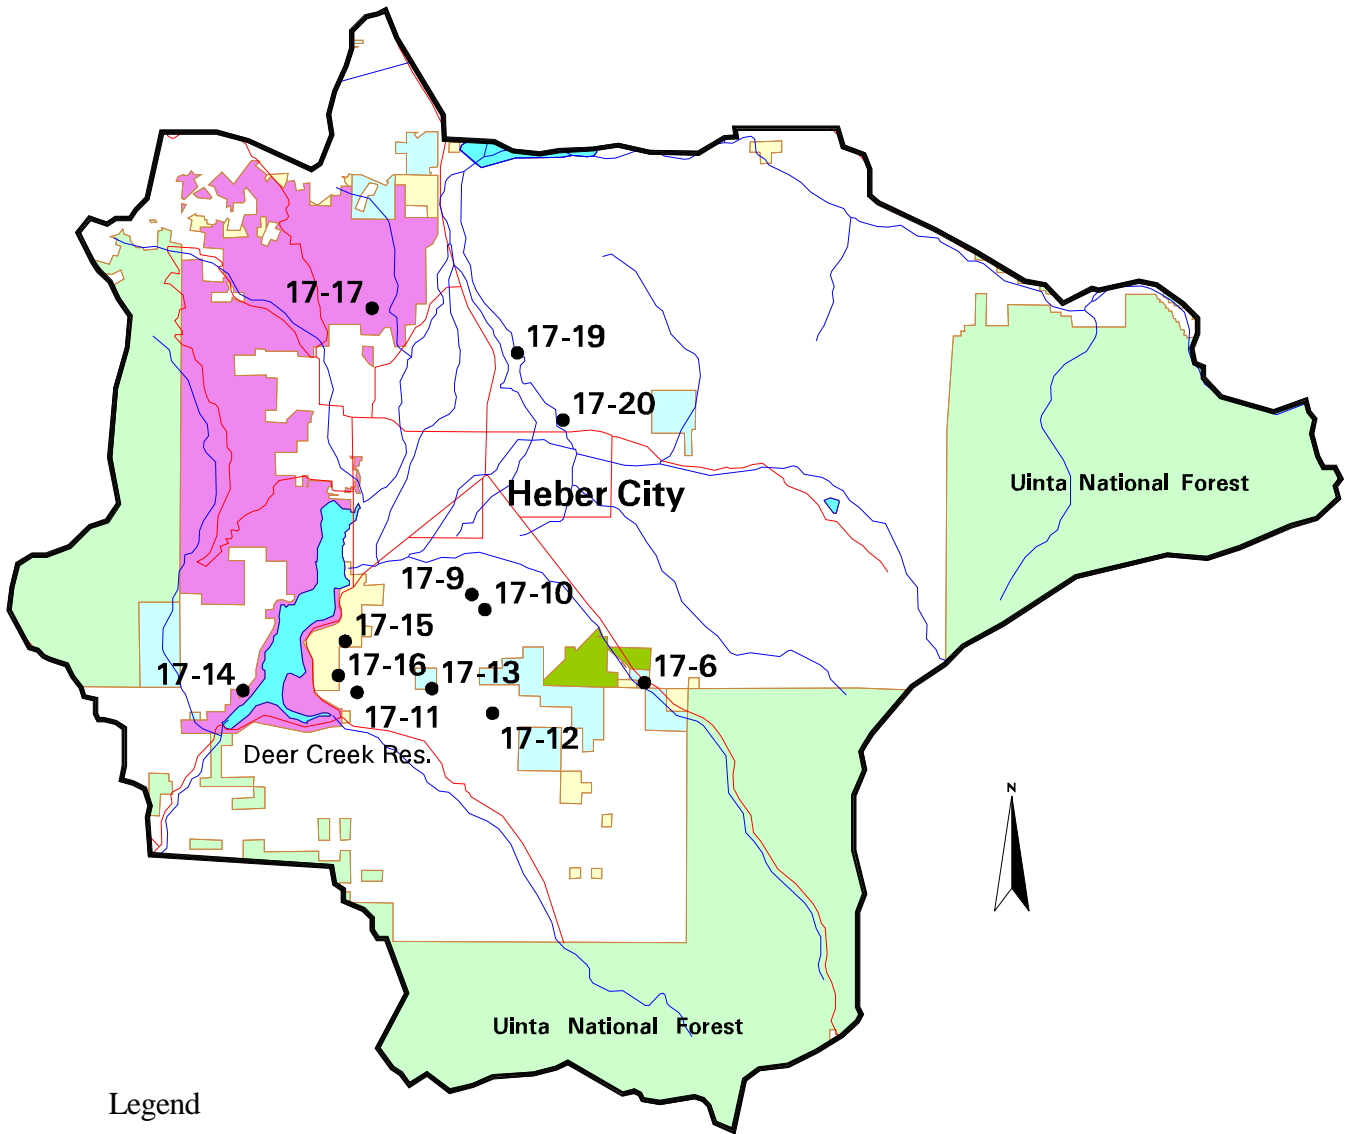 17-17
17-19
17-20
Uinta National Forest
Heber City
17-9
17-10
17-15
17-16
17-13
17-6
17-14
17-11
17-12
Deer Creek Res.
N
Uinta National Forest
Legend